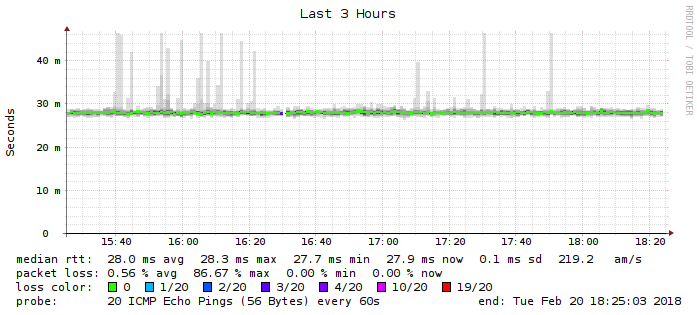 Last 3 Hours
RRDTOOL / TOBI OETIKER
Seconds
40 m
30 m
20 m
10 m
0
15:40 16:00 16:20 16:40 17:00 17:20 17:40 18:00 18:20
median rtt: 28.0 ms avg 28.3 ms max 27.7 ms min 27.9 ms now 0.1 ms sd 219.2 am/s
packet loss: 0.56 % avg 86.67 % max 0.00 % min 0.00 % now
loss color: 0 1/20 2/20 3/20 4/20 10/20 19/20
probe: 20 ICMP Echo Pings (56 Bytes) every 60s end: Tue Feb 20 18:25:03 2018